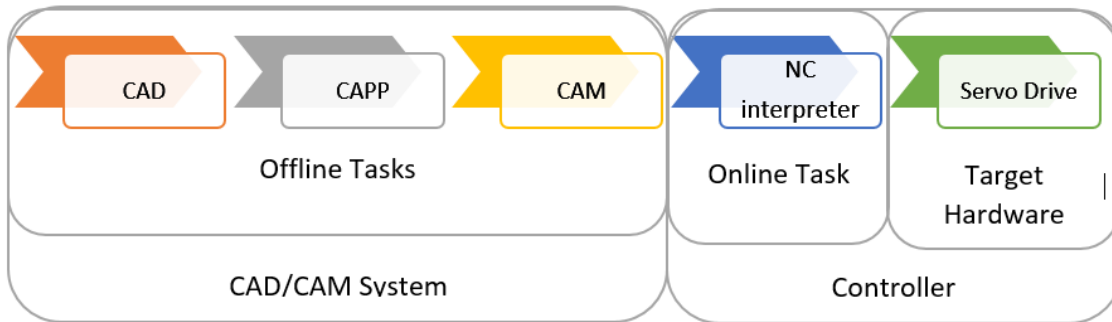 CAD
CAPP
CAM
NC
interpreter
Servo Drive
Offline Tasks
Online Task
Target
Hardware
CAD/CAM System
Controller